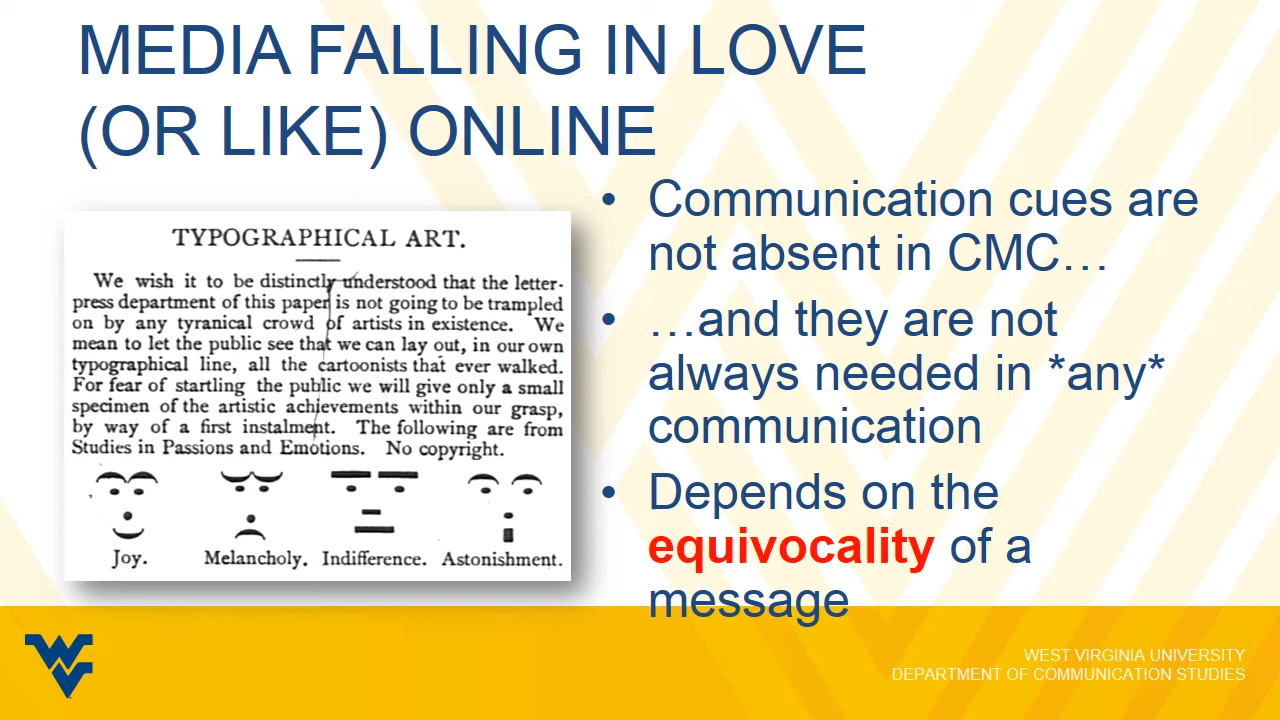 MEDIA FALLING IN LOVE
(OR LIKE) ONLINE
TYPOGRAPHICAL ART.
We wish it to be distinctly understood that the letter-
press department of this paper is not going to be trampled
on by any tyranical crowd of artists in existence. We
mean to let the public see that we can lay out, in our own
typographical line, all the cartoonists that ever walked.
For fear of startling the public we will give only a small
specimen of the artistic achievements within our grasp,
by way of a first instalment. The following are from
Studies in Passions and Emotions. No copyright.
Joy. Melancholy. Indifference. Astonishment.
• Communication cues are
not absent in CMC…
• …and they are not
always needed in *any*
communication
• Depends on the
equivocality of a
message
WV
WEST VIRGINIA UNIVERSITY
DEPARTMENT OF COMMUNICATION STUDIES